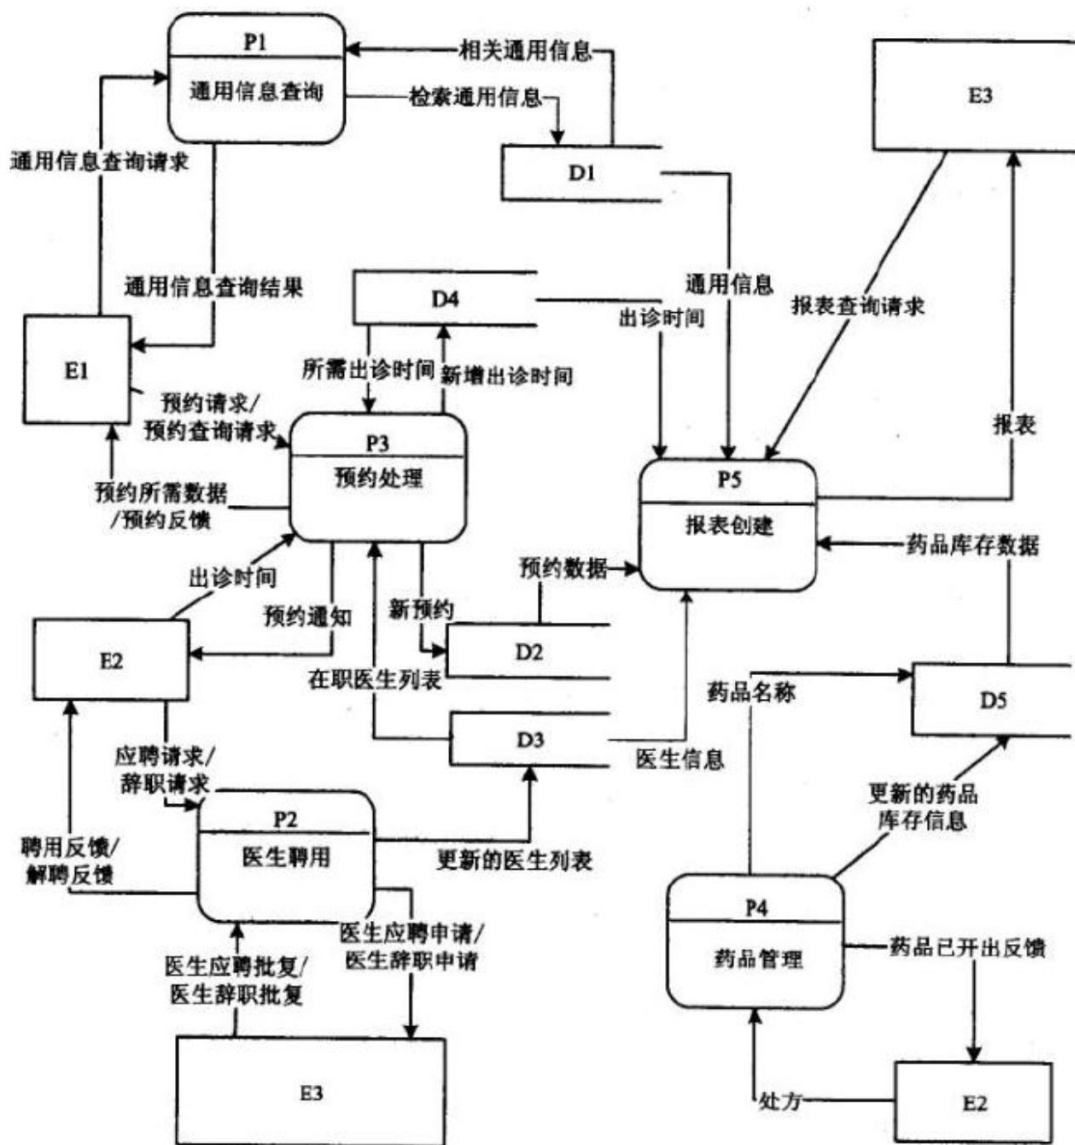 P1
通用信息查询
相关通用信息
检索通用信息
E3
D1
通用信息查询请求
通用信息查询结果
D4
通用信息
出诊时间
报表查询请求
E1
所需出诊时间
新增出诊时间
预约请求/
预约查询请求
P3
预约处理
报表
P5
报表创建
预约所需数据
/预约反馈
药品库存数据
出诊时间
预约通知
新预约
预约数据
E2
D2
在职医生列表
药品名称
D5
D3
医生信息
应聘请求/
辞职请求
P2
医生聘用
更新的药品
库存信息
聘用反馈/
解聘反馈
更新的医生列表
P4
药品管理
医生应聘申请/
医生辞职申请
药品已开出反馈
医生应聘批复/
医生辞职批复
E3
处方
E2